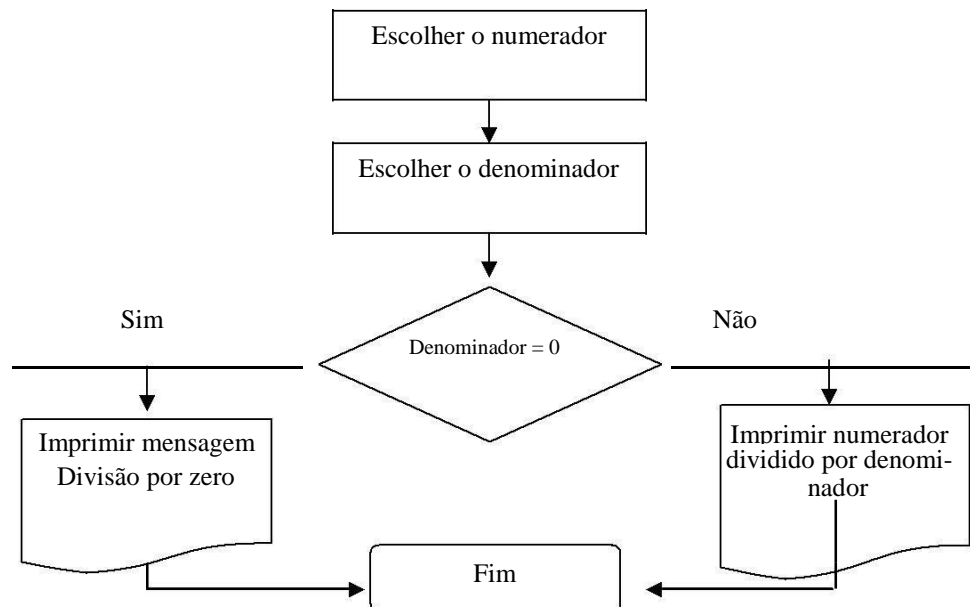 Escolher o numerador
Escolher o denominador
Sim
Não
Denominador = 0
Imprimir mensagem
Divisão por zero
Imprimir numerador
dividido por denomi-
nador
Fim